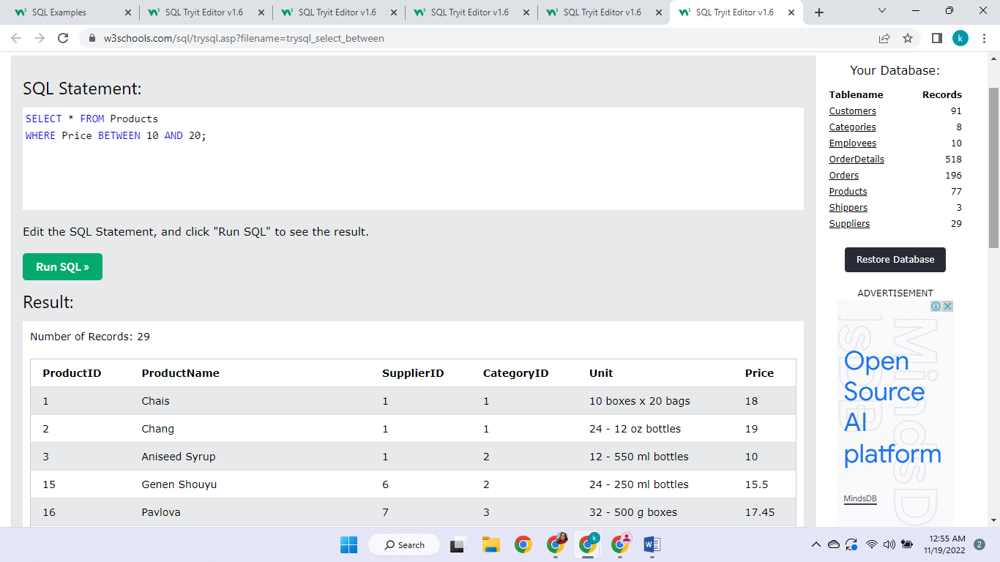 SQL Examples
SQL Tryit Editor v1.6
SQL Tryit Editor v1.6
SQL Tryit Editor v1.6
SQL Tryit Editor v1.6
SQL Tryit Editor v1.6
w3schools.com/sql/trysql.asp?filename=trysql_select_between
k
SQL Statement:
SELECT * FROM Products
WHERE Price BETWEEN 10 AND 20;
Edit the SQL Statement, and click "Run SQL" to see the result.
Run SQL »
Result:
Number of Records: 29
ProductID ProductName SupplierID CategoryID Unit Price
1 Chais 1 1 10 boxes x 20 bags 18
2 Chang 1 1 24 - 12 oz bottles 19
3 Aniseed Syrup 1 2 12 - 550 ml bottles 10
15 Genen Shouyu 6 2 24 - 250 ml bottles 15.5
16 Pavlova 7 3 32 - 500 g boxes 17.45
Your Database:
Tablename Records
Customers 91
Categories 8
Employees 10
OrderDetails 518
Orders 196
Products 77
Shippers 3
Suppliers 29
Restore Database
ADVERTISEMENT
MindsDB
Open
Source
AI
platform
MindsDB
Search
k
12:55 AM
11/19/2022
2